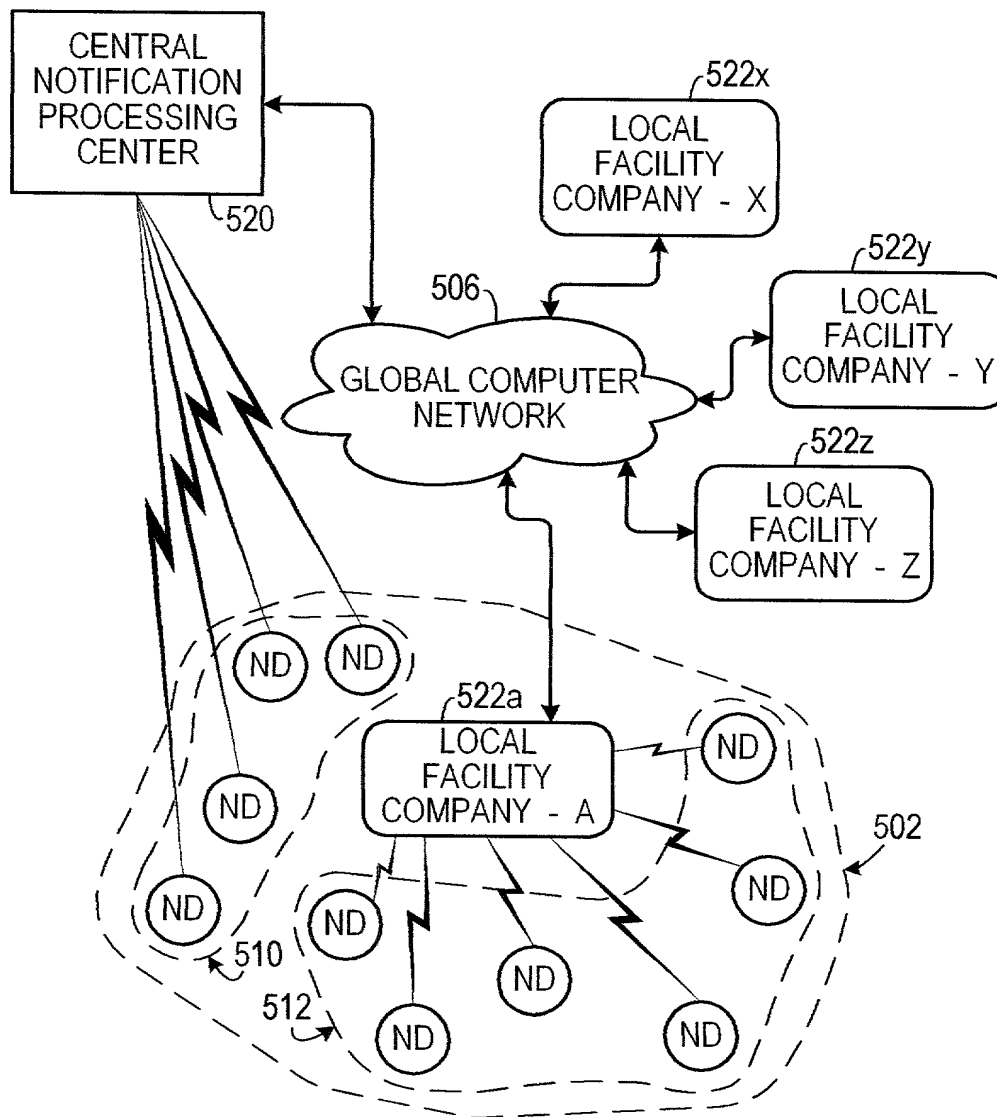 CENTRAL
NOTIFICATION
PROCESSING
CENTER
520
522x
LOCAL
FACILITY
COMPANY - X
522y
LOCAL
FACILITY
COMPANY - Y
506
GLOBAL COMPUTER
NETWORK
522z
LOCAL
FACILITY
COMPANY - Z
ND
ND
522a
LOCAL
FACILITY
COMPANY - A
ND
ND
502
ND
ND
ND
510
ND
512
ND
ND